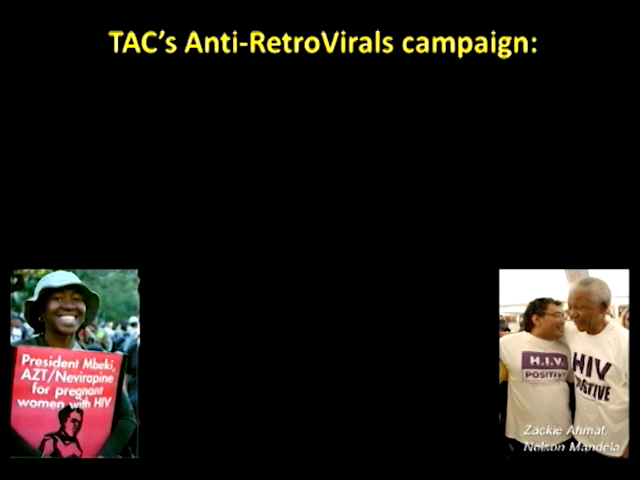 TAC's Anti-RetroVirals campaign:
President Mbeki,
AZT/Nevirapine
for pregnant
women with HIV
H.I.V.
POSITIVE
HIV
POSITIVE
Zackie Ahmat,
Nelson Mandela